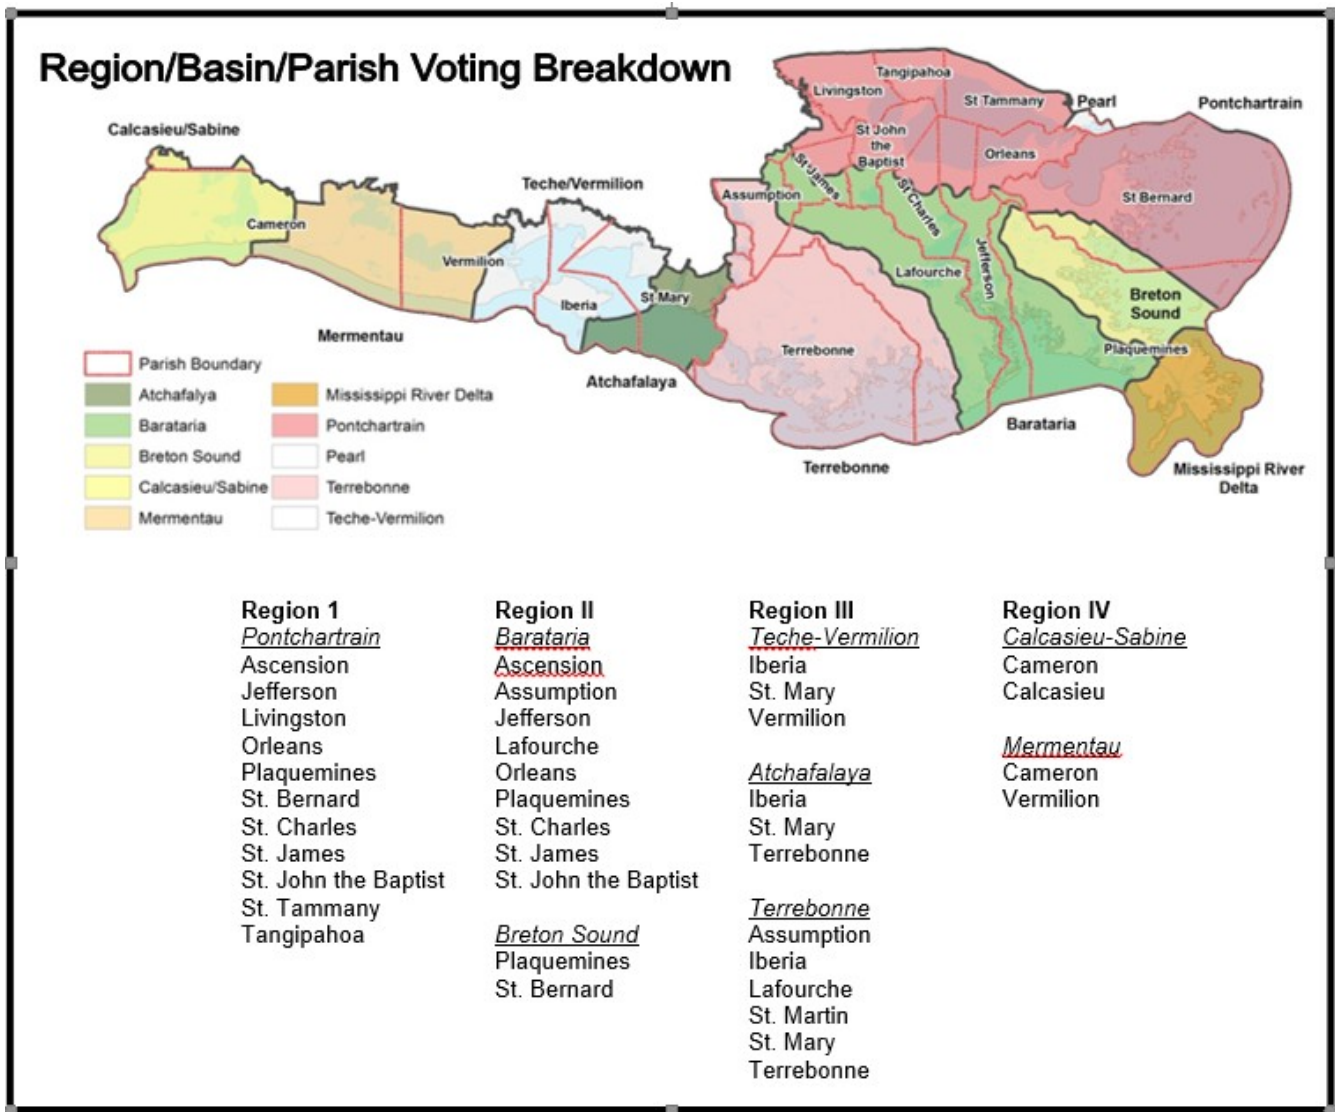 Region/Basin/Parish Voting Breakdown
Calcasieu/Sabine
Cameron
Mermentau
Vermilion
Teche/Vermilion
Iberia
St Mary
Atchafalaya
Assumption
Terrebonne
Terrebonne
Livingston
Tangipahoa
St Tammany
Pearl
Pontchartrain
St John
the
Baptist
Orleans
St James
St Charles
St Bernard
Lafourche
Jefferson
Breton
Sound
Plaquemines
Barataria
Mississippi River
Delta
Parish Boundary
Atchafalya
Barataria
Breton Sound
Calcasieu/Sabine
Mermentau
Mississippi River Delta
Pontchartrain
Pearl
Terrebonne
Teche-Vermilion
Region 1
Pontchartrain
Ascension
Jefferson
Livingston
Orleans
Plaquemines
St. Bernard
St. Charles
St. James
St. John the Baptist
St. Tammany
Tangipahoa
Region II
Barataria
Ascension
Assumption
Jefferson
Lafourche
Orleans
Plaquemines
St. Charles
St. James
St. John the Baptist
Breton Sound
Plaquemines
St. Bernard
Region III
Teche-Vermilion
Iberia
St. Mary
Vermilion
Atchafalaya
Iberia
St. Mary
Terrebonne
Terrebonne
Assumption
Iberia
Lafourche
St. Martin
St. Mary
Terrebonne
Region IV
Calcasieu-Sabine
Cameron
Calcasieu
Mermentau
Cameron
Vermilion